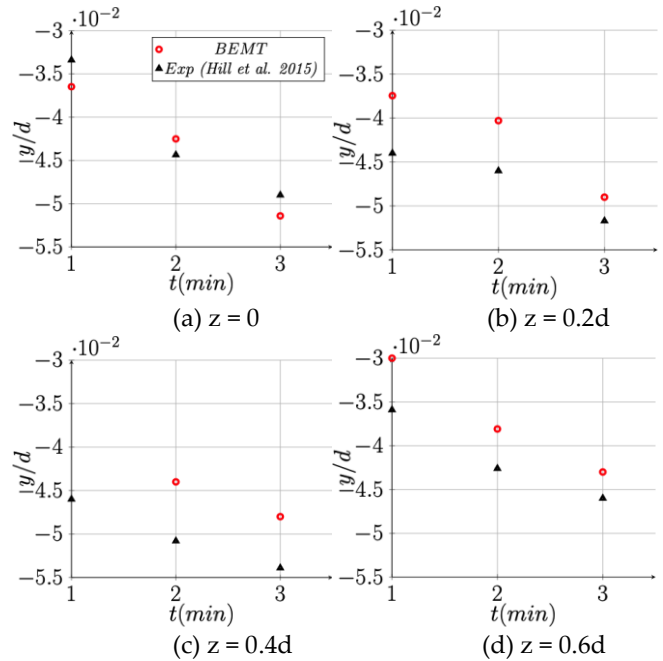 ·10⁻²
−3
−3.5
−4
−4.5
−5
−5.5
y/d
BEMT
Exp (Hill et al. 2015)
1 2 3
t(min)
(a) z = 0
·10⁻²
−3
−3.5
−4
−4.5
−5
−5.5
y/d
1 2 3
t(min)
(b) z = 0.2d
·10⁻²
−3
−3.5
−4
−4.5
−5
−5.5
y/d
1 2 3
t(min)
(c) z = 0.4d
·10⁻²
−3
−3.5
−4
−4.5
−5
−5.5
y/d
1 2 3
t(min)
(d) z = 0.6d